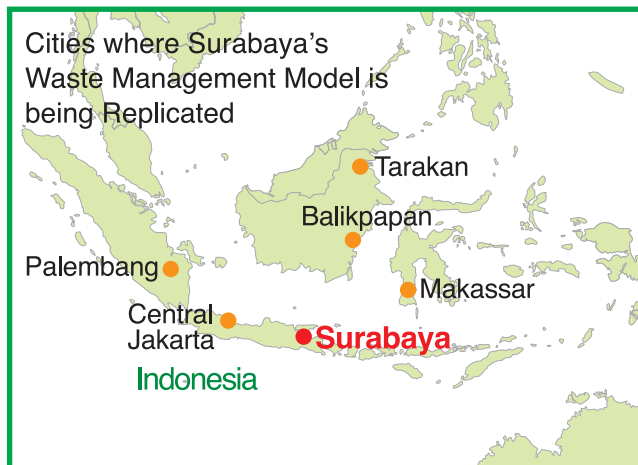 Cities where Surabaya's
Waste Management Model is
being Replicated
Tarakan
Balikpapan
Palembang
Makassar
Central
Jakarta
Surabaya
Indonesia